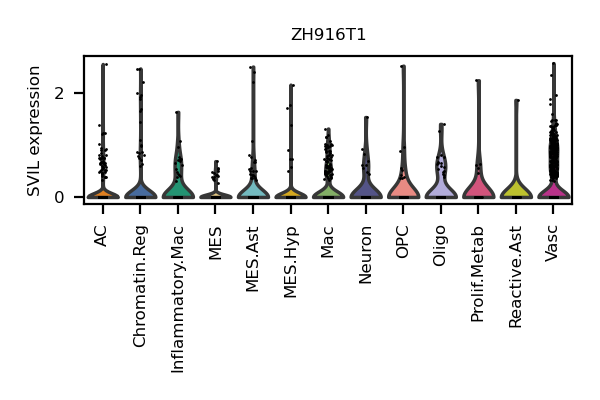 ZH916T1
SVIL expression
2
0
AC
Chromatin.Reg
Inflammatory.Mac
MES
MES.Ast
MES.Hyp
Mac
Neuron
OPC
Oligo
Prolif.Metab
Reactive.Ast
Vasc